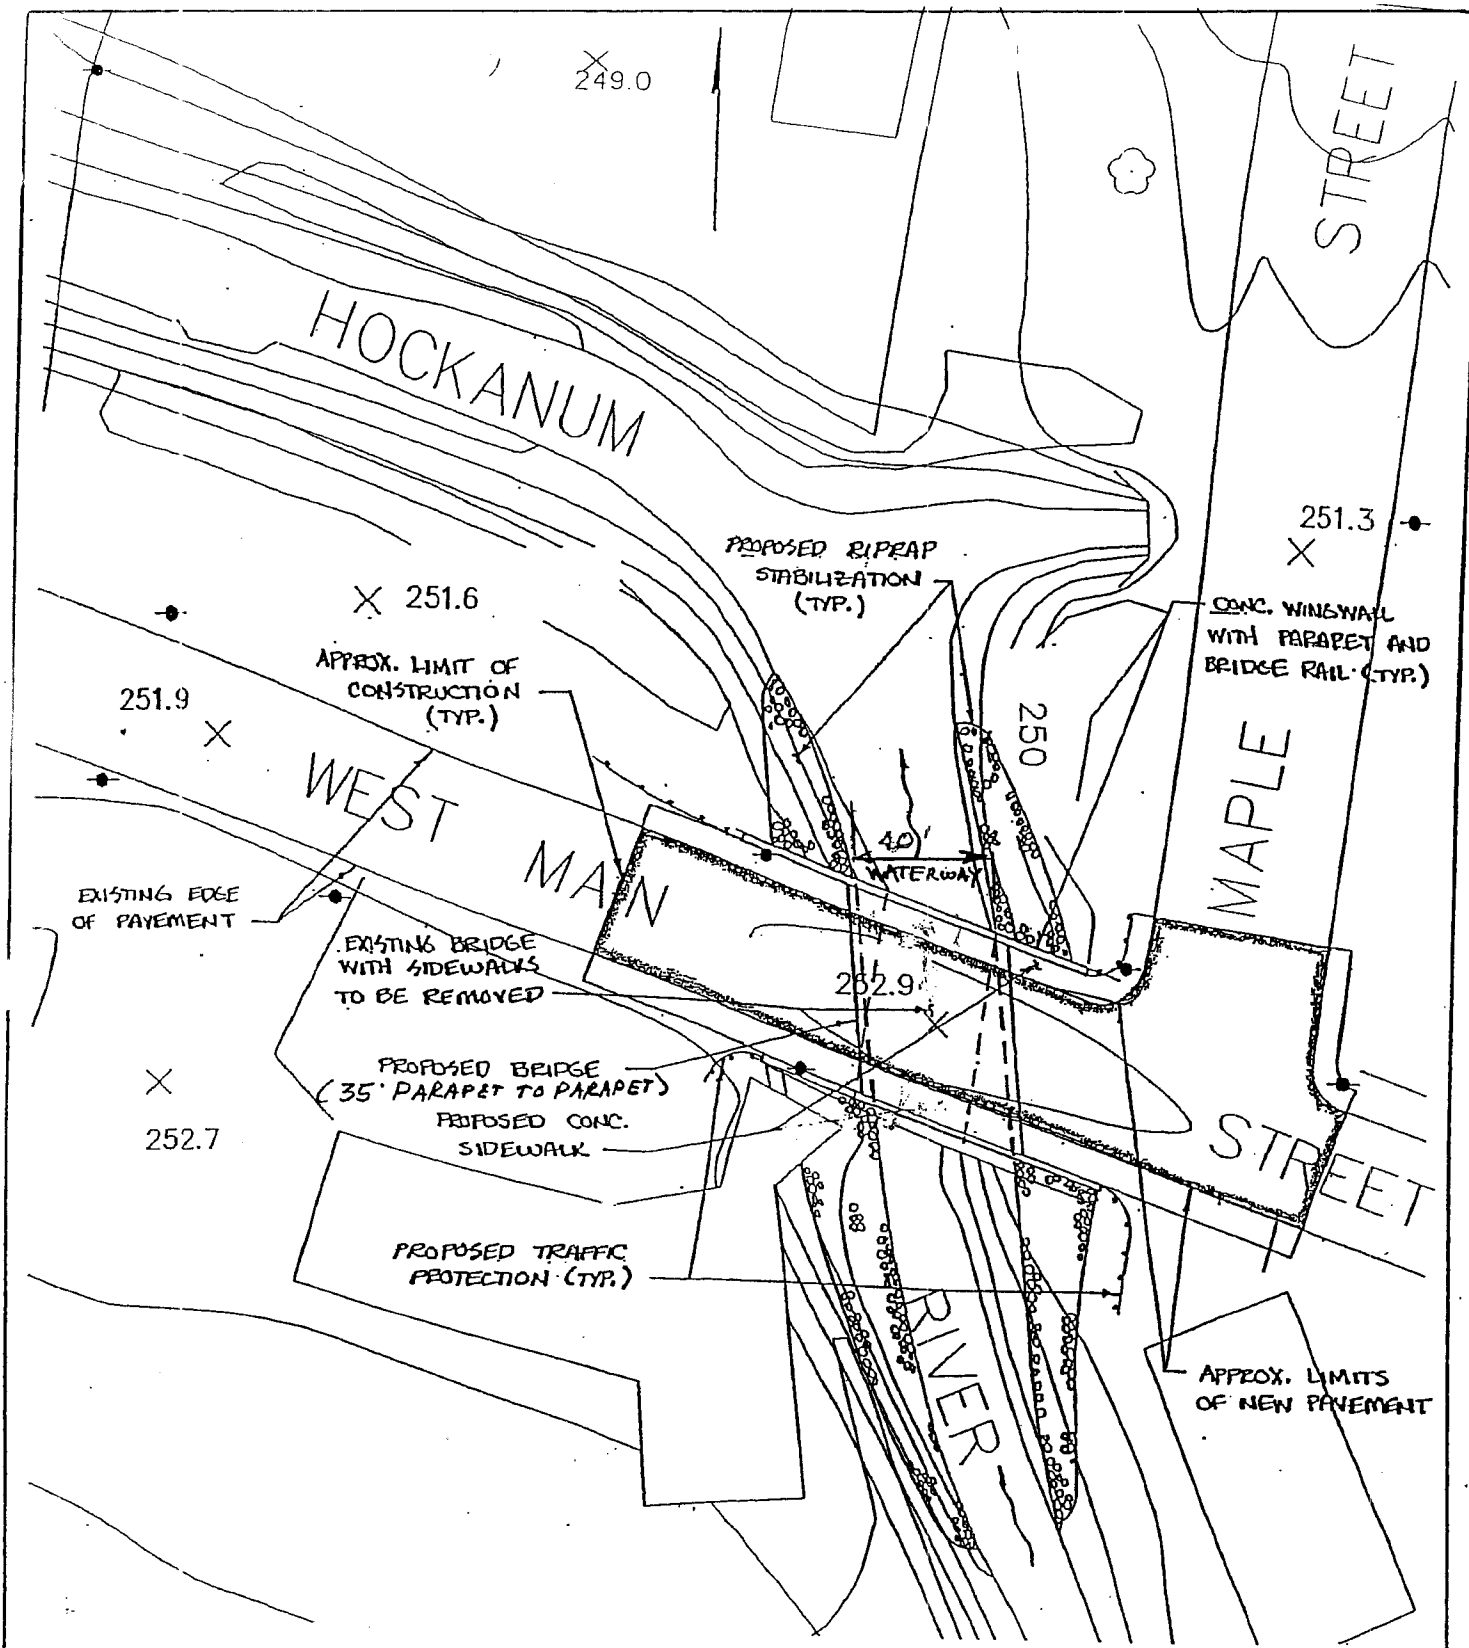 249.0
STREET
HOCKANUM
251.3
PROPOSED RIPRAP
STABILIZATION
(TYP.)
251.6
CONC. WINGWALL
WITH PARAPET AND
BRIDGE RAIL (TYP.)
APPROX. LIMIT OF
CONSTRUCTION
(TYP.)
251.9
250
WEST MAIN
MAPLE
40'
WATERWAY
EXISTING EDGE
OF PAVEMENT
EXISTING BRIDGE
WITH SIDEWALKS
TO BE REMOVED
252.9
PROPOSED BRIDGE
(35' PARAPET TO PARAPET)
PROPOSED CONC.
SIDEWALK
252.7
STREET
PROPOSED TRAFFIC
PROTECTION (TYP.)
RIVER
APPROX. LIMITS
OF NEW PAVEMENT